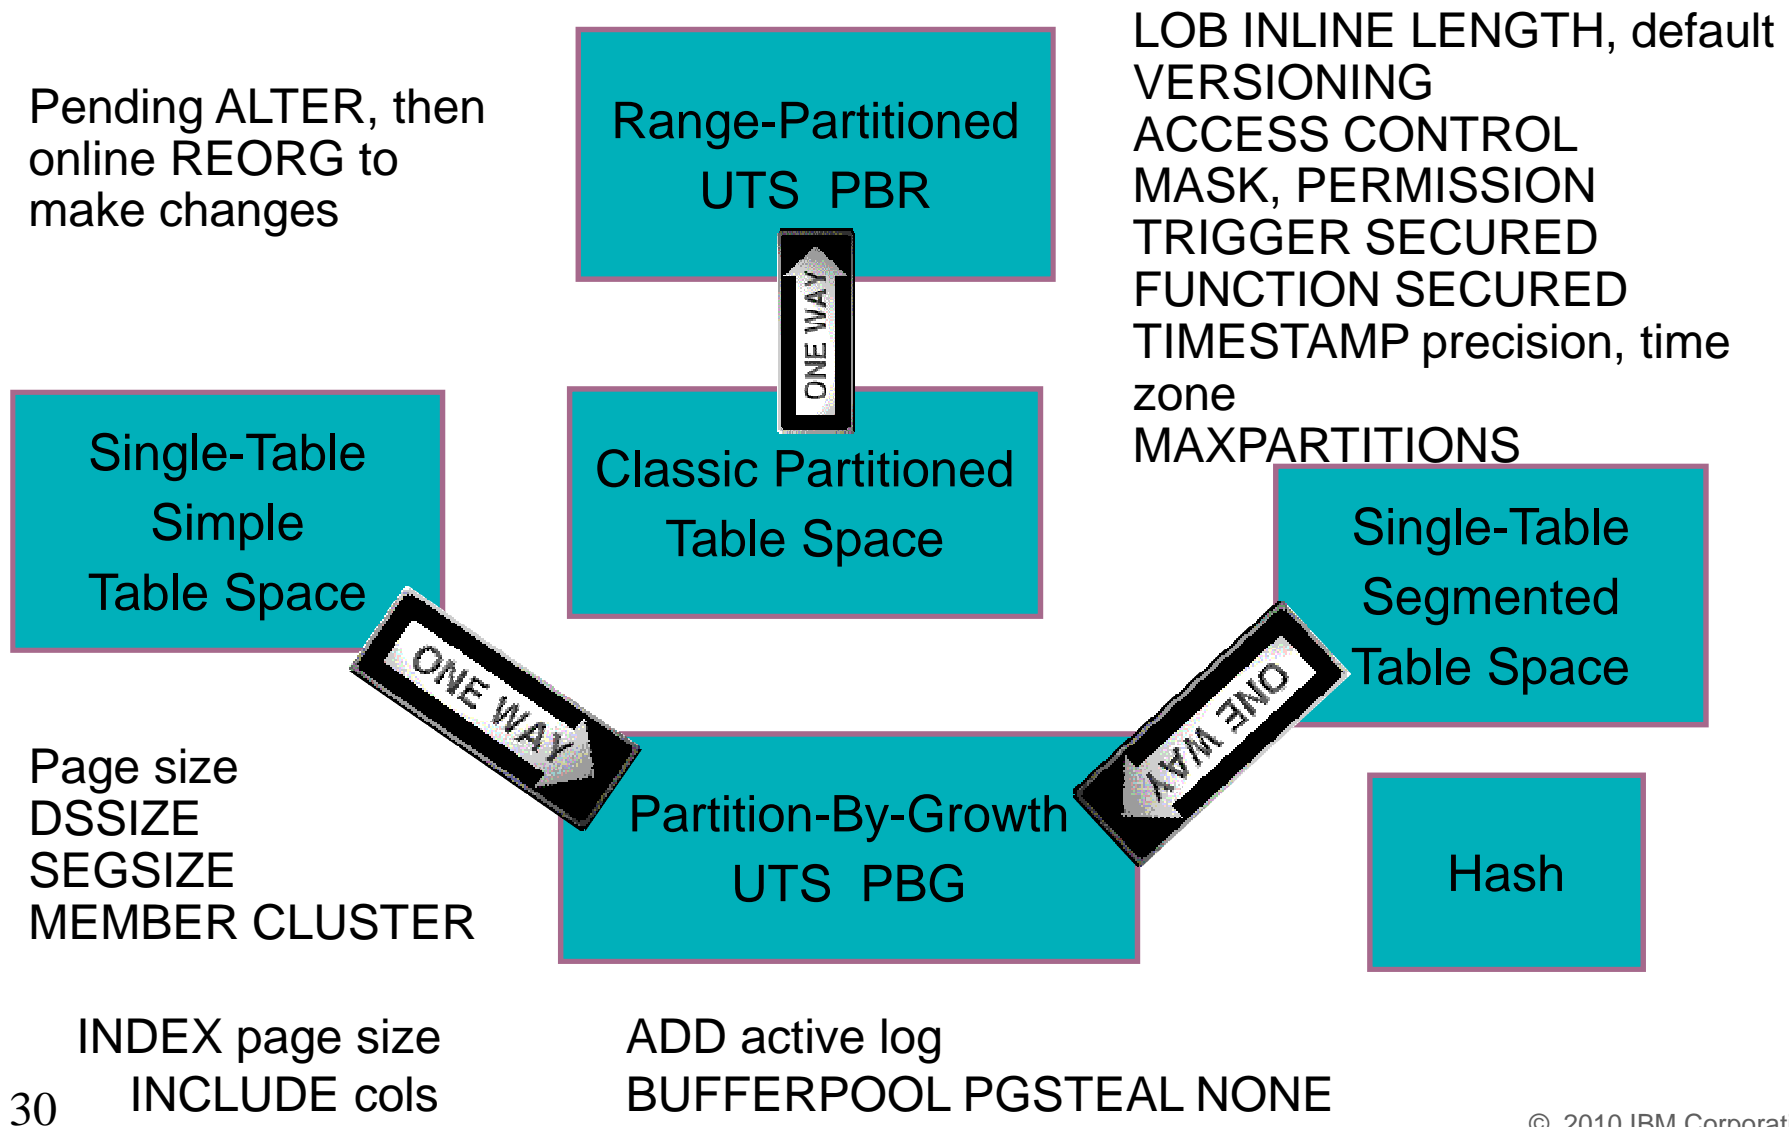 Pending ALTER, then
online REORG to
make changes
Range-Partitioned
UTS PBR
LOB INLINE LENGTH, default
VERSIONING
ACCESS CONTROL
MASK, PERMISSION
TRIGGER SECURED
FUNCTION SECURED
TIMESTAMP precision, time
zone
MAXPARTITIONS
ONE WAY
Single-Table
Simple
Table Space
Classic Partitioned
Table Space
Single-Table
Segmented
Table Space
ONE WAY
ONE WAY
Page size
DSSIZE
SEGSIZE
MEMBER CLUSTER
Partition-By-Growth
UTS PBG
Hash
INDEX page size
INCLUDE cols
ADD active log
BUFFERPOOL PGSTEAL NONE
30
© 2010 IBM Corporat